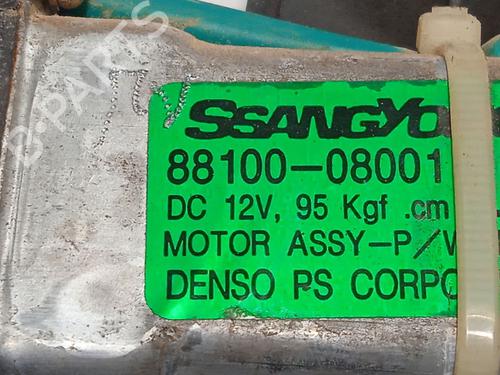 B-PARTS
SSANGYO
88100-08001
DC 12V, 95 Kgf .cm
MOTOR ASSY-P/W
DENSO PS CORPO